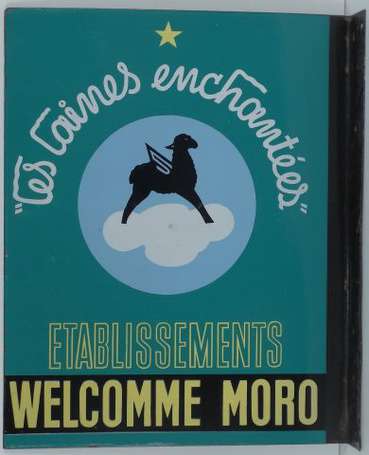 "Les Laines enchantées"
ETABLISSEMENTS
WELCOMME MORO